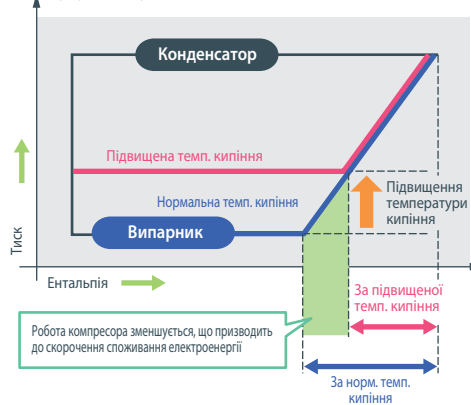 Конденсатор
Підвищена темп. кипіння
Нормальна темп. кипіння
Підвищення
температури
кипіння
Випарник
Тиск
Ентальпія
За підвищеної
темп. кипіння
Робота компресора зменшується, що призводить
до скорочення споживання електроенергії
За норм. темп.
кипіння